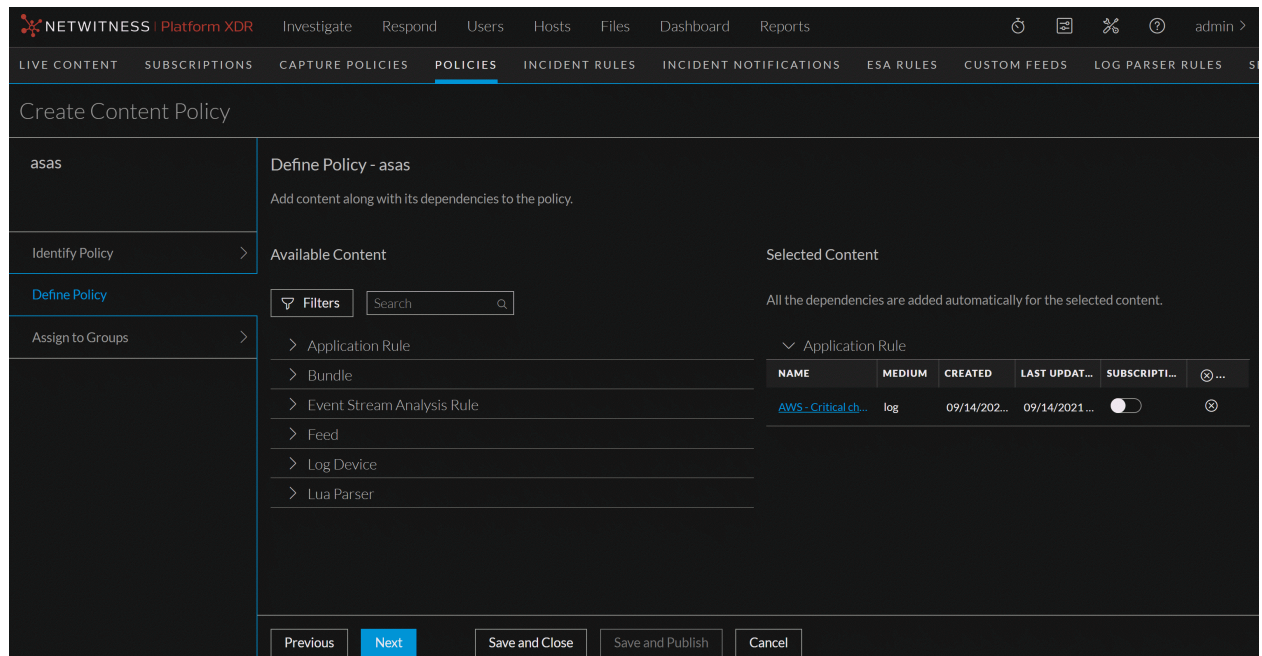 NETWITNESS Platform XDR Investigate Respond Users Hosts Files Dashboard Reports admin
LIVE CONTENT SUBSCRIPTIONS CAPTURE POLICIES POLICIES INCIDENT RULES INCIDENT NOTIFICATIONS ESA RULES CUSTOM FEEDS LOG PARSER RULES
Create Content Policy
asas
Identify Policy
Define Policy
Assign to Groups
Define Policy - asas
Add content along with its dependencies to the policy.
Available Content
Filters Search
Application Rule
Bundle
Event Stream Analysis Rule
Feed
Log Device
Lua Parser
Selected Content
All the dependencies are added automatically for the selected content.
Application Rule
NAME MEDIUM CREATED LAST UPDAT... SUBSCRIPTI... ...
AWS - Critical ch... log 09/14/202... 09/14/2021 ...
Previous Next Save and Close Save and Publish Cancel